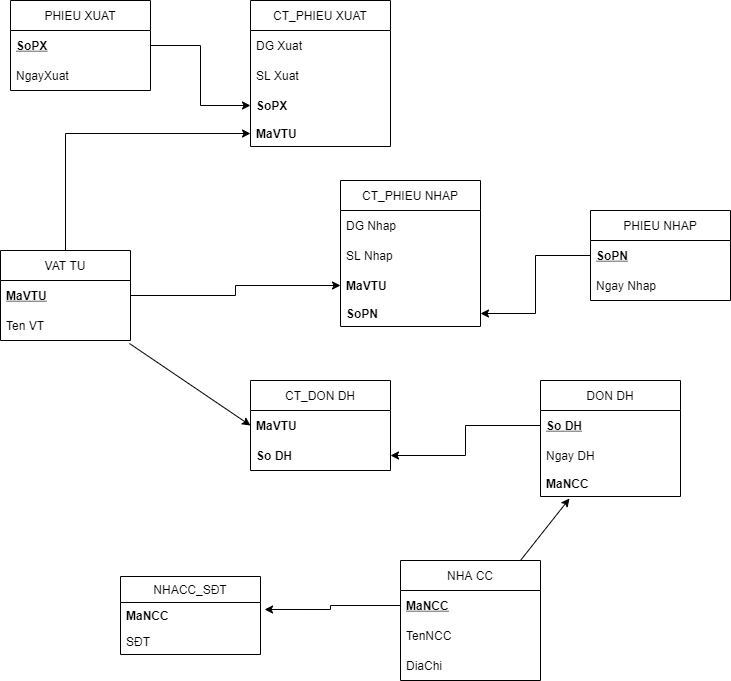 PHIEU XUAT
SoPX
NgayXuat
CT_PHIEU XUAT
DG Xuat
SL Xuat
SoPX
MaVTU
CT_PHIEU NHAP
DG Nhap
SL Nhap
MaVTU
SoPN
PHIEU NHAP
SoPN
Ngay Nhap
VAT TU
MaVTU
Ten VT
CT_DON DH
MaVTU
So DH
DON DH
So DH
Ngay DH
MaNCC
NHACC_SĐT
MaNCC
SĐT
NHA CC
MaNCC
TenNCC
DiaChi